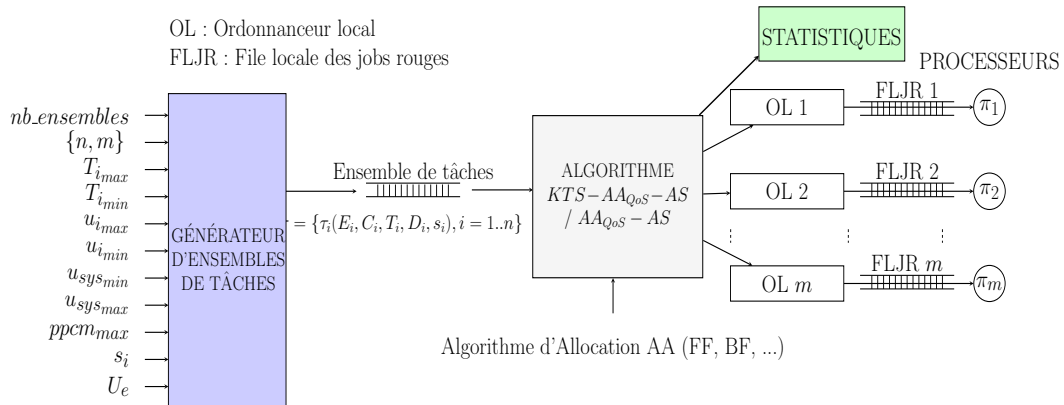 OL : Ordonnanceur local
FLJR : File locale des jobs rouges
STATISTIQUES
PROCESSEURS
nb_ensembles
{n, m}
T_{i_{max}}
T_{i_{min}}
u_{i_{max}}
u_{i_{min}}
u_{sys_{min}}
u_{sys_{max}}
ppcm_{max}
s_i
U_e
GÉNÉRATEUR
D'ENSEMBLES
DE TÂCHES
Ensemble de tâches
= {τ_i(E_i, C_i, T_i, D_i, s_i), i = 1..n}
ALGORITHME
KTS−AA_{QoS}−AS
/ AA_{QoS} − AS
Algorithme d'Allocation AA (FF, BF, ...)
OL 1
FLJR 1
π_1
OL 2
FLJR 2
π_2
OL m
FLJR m
π_m